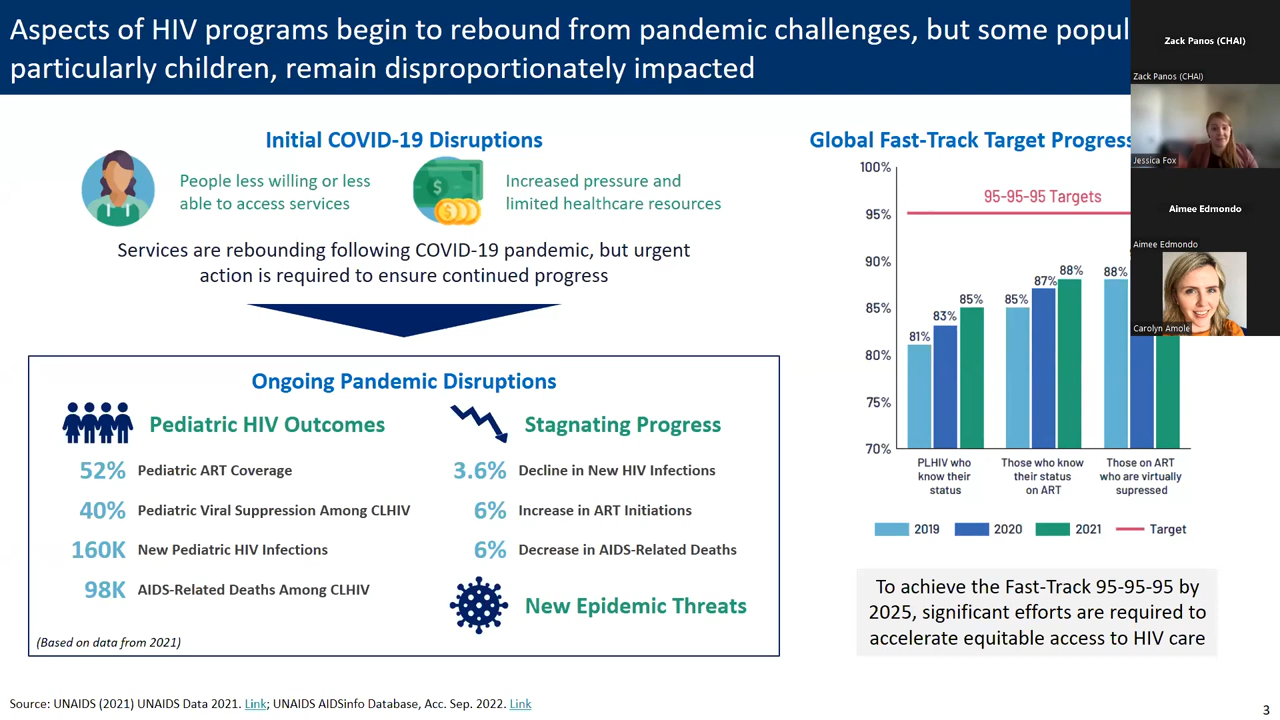 Aspects of HIV programs begin to rebound from pandemic challenges, but some
particularly children, remain disproportionately impacted
Zack Panos (CHAI)
Zack Panos (CHAI)
Jessica Fox
Aimee Edmondo
Aimee Edmondo
Carolyn Amole
Initial COVID-19 Disruptions
People less willing or less
able to access services
Increased pressure and
limited healthcare resources
Services are rebounding following COVID-19 pandemic, but urgent
action is required to ensure continued progress
Ongoing Pandemic Disruptions
Pediatric HIV Outcomes
52% Pediatric ART Coverage
40% Pediatric Viral Suppression Among CLHIV
160K New Pediatric HIV Infections
98K AIDS-Related Deaths Among CLHIV
(Based on data from 2021)
Stagnating Progress
3.6% Decline in New HIV Infections
6% Increase in ART Initiations
6% Decrease in AIDS-Related Deaths
New Epidemic Threats
Global Fast-Track Target Progress
100%
95%
90%
85%
80%
75%
70%
95-95-95 Targets
81%
83%
85%
85%
87%
88%
88%
PLHIV who
know their
status
Those who know
their status
on ART
Those on ART
who are virtually
supressed
2019
2020
2021
Target
To achieve the Fast-Track 95-95-95 by
2025, significant efforts are required to
accelerate equitable access to HIV care
Source: UNAIDS (2021) UNAIDS Data 2021. Link; UNAIDS AIDSinfo Database, Acc. Sep. 2022. Link
3